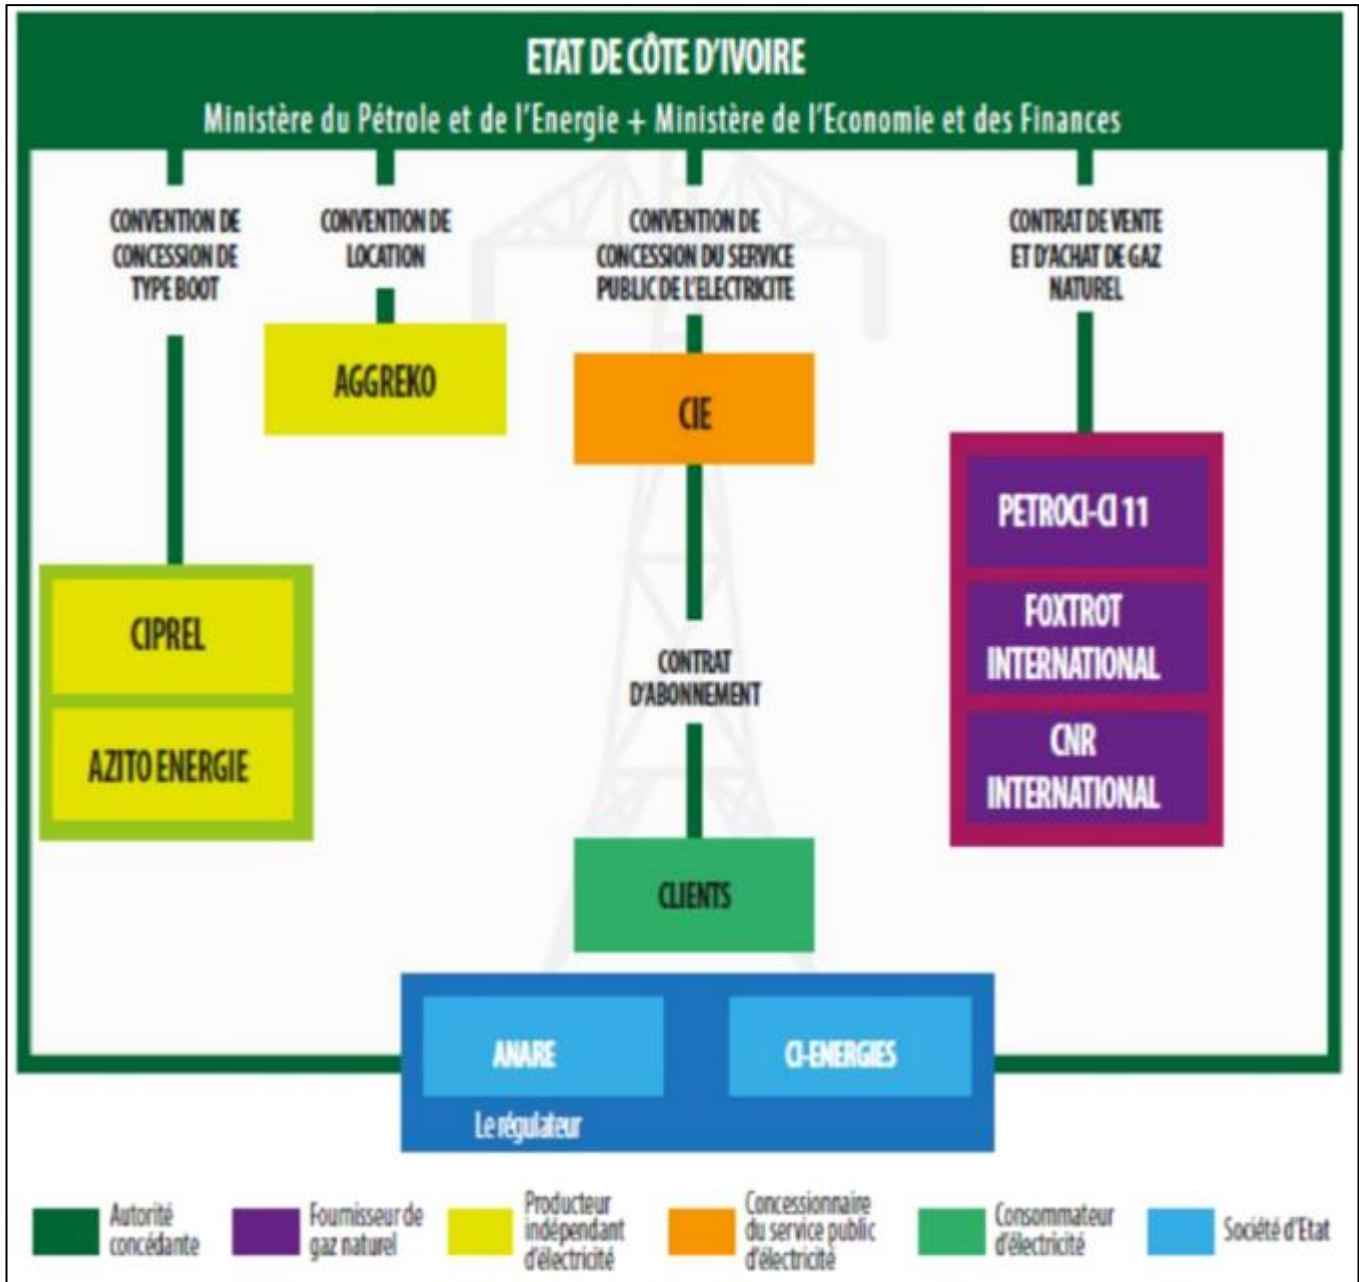 ETAT DE CÔTE D'IVOIRE
Ministère du Pétrole et de l'Energie + Ministère de l'Economie et des Finances
CONVENTION DE
CONCESSION DE
TYPE BOOT
CONVENTION DE
LOCATION
CONVENTION DE
CONCESSION DU SERVICE
PUBLIC DE L'ELECTRICITE
CONTRAT DE VENTE
ET D'ACHAT DE GAZ
NATUREL
AGGREKO
CIE
PETROCI-CI 11
FOXTROT
INTERNATIONAL
CNR
INTERNATIONAL
CIPREL
AZITO ENERGIE
CONTRAT
D'ABONNEMENT
CLIENTS
ANARE
CI-ENERGIES
Le régulateur
Autorité
concédante
Fournisseur de
gaz naturel
Producteur
indépendant
d'électricité
Concessionnaire
du service public
d'électricité
Consommateur
d'électricité
Société d'Etat